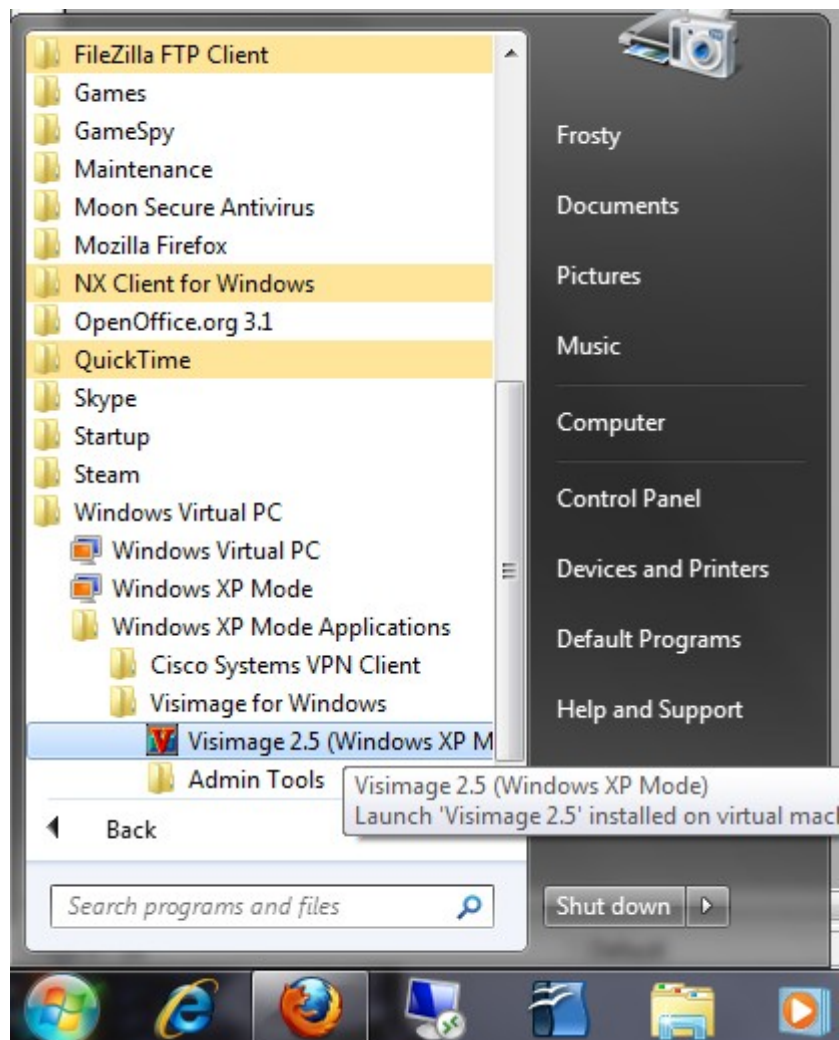 FileZilla FTP Client
Games
GameSpy
Maintenance
Moon Secure Antivirus
Mozilla Firefox
NX Client for Windows
OpenOffice.org 3.1
QuickTime
Skype
Startup
Steam
Windows Virtual PC
Windows Virtual PC
Windows XP Mode
Windows XP Mode Applications
Cisco Systems VPN Client
Visimage for Windows
Visimage 2.5 (Windows XP M
Admin Tools
Visimage 2.5 (Windows XP Mode)
Launch 'Visimage 2.5' installed on virtual macl
Back
Search programs and files
Frosty
Documents
Pictures
Music
Computer
Control Panel
Devices and Printers
Default Programs
Help and Support
Shut down